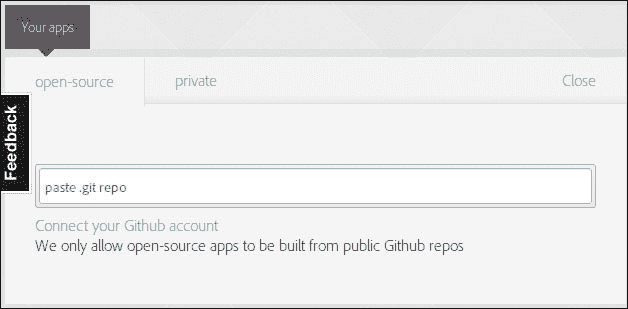 Your apps
open-source
private
Close
Feedback
paste .git repo
Connect your Github account
We only allow open-source apps to be built from public Github repos